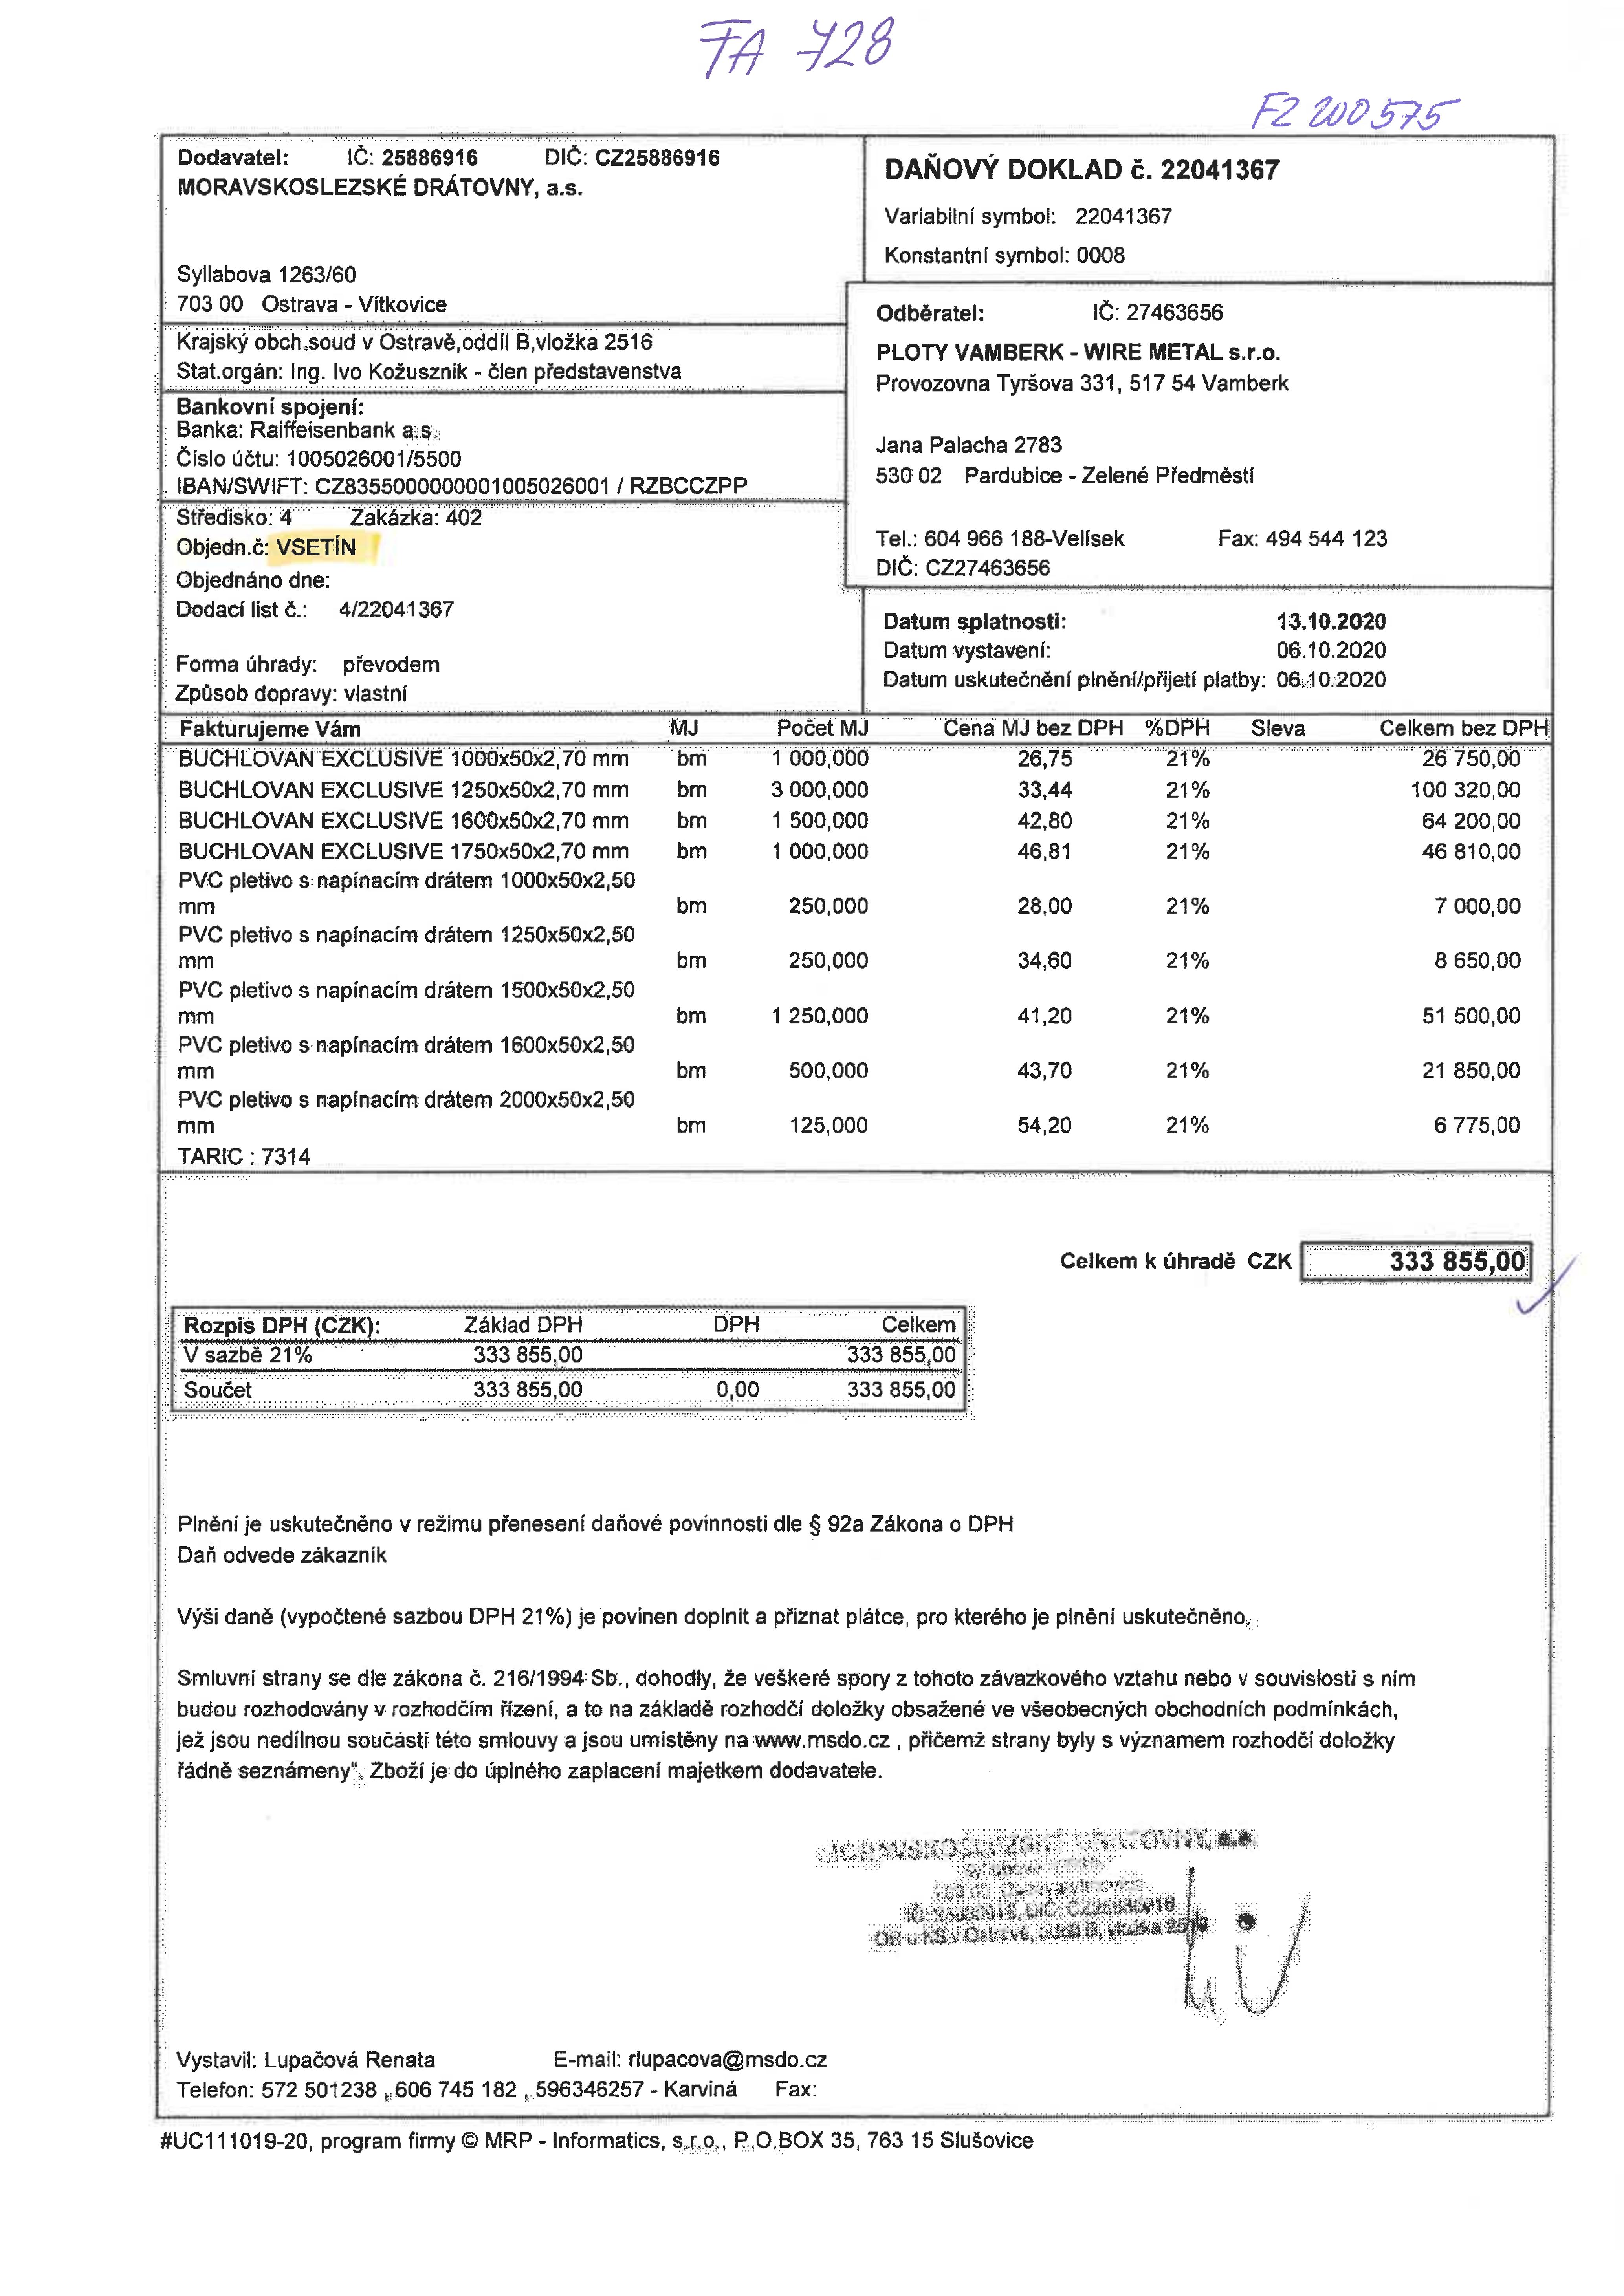 FA 728
F2 200575
Dodavatel: IČ: 25886916 DIČ: CZ25886916
MORAVSKOSLEZSKÉ DRÁTOVNY, a.s.
Syllabova 1263/60
703 00 Ostrava - Vítkovice
Krajský obch.soud v Ostravě,oddíl B,vložka 2516
Stat.orgán: Ing. Ivo Kožusznik - člen představenstva
Bankovní spojení:
Banka: Raiffeisenbank a.s.
Číslo účtu: 1005026001/5500
IBAN/SWIFT: CZ8355000000001005026001 / RZBCCZPP
Středisko: 4 Zakázka: 402
Objedn.č: VSETÍN
Objednáno dne:
Dodací list č.: 4/22041367
Forma úhrady: převodem
Způsob dopravy: vlastní
DAŇOVÝ DOKLAD č. 22041367
Variabilní symbol: 22041367
Konstantní symbol: 0008
Odběratel: IČ: 27463656
PLOTY VAMBERK - WIRE METAL s.r.o.
Provozovna Tyršova 331, 517 54 Vamberk
Jana Palacha 2783
530 02 Pardubice - Zelené Předměstí
Tel.: 604 966 188-Velísek Fax: 494 544 123
DIČ: CZ27463656
Datum splatnosti: 13.10.2020
Datum vystavení: 06.10.2020
Datum uskutečnění plnění/přijetí platby: 06.10.2020
Fakturujeme Vám MJ Počet MJ Cena MJ bez DPH %DPH Sleva Celkem bez DPH
BUCHLOVAN EXCLUSIVE 1000x50x2,70 mm bm 1 000,000 26,75 21% 26 750,00
BUCHLOVAN EXCLUSIVE 1250x50x2,70 mm bm 3 000,000 33,44 21% 100 320,00
BUCHLOVAN EXCLUSIVE 1600x50x2,70 mm bm 1 500,000 42,80 21% 64 200,00
BUCHLOVAN EXCLUSIVE 1750x50x2,70 mm bm 1 000,000 46,81 21% 46 810,00
PVC pletivo s napínacím drátem 1000x50x2,50
mm bm 250,000 28,00 21% 7 000,00
PVC pletivo s napínacím drátem 1250x50x2,50
mm bm 250,000 34,60 21% 8 650,00
PVC pletivo s napínacím drátem 1500x50x2,50
mm bm 1 250,000 41,20 21% 51 500,00
PVC pletivo s napínacím drátem 1600x50x2,50
mm bm 500,000 43,70 21% 21 850,00
PVC pletivo s napínacím drátem 2000x50x2,50
mm bm 125,000 54,20 21% 6 775,00
TARIC : 7314
Celkem k úhradě CZK 333 855,00
Rozpis DPH (CZK): Základ DPH DPH Celkem
V sazbě 21% 333 855,00 333 855,00
Součet 333 855,00 0,00 333 855,00
Plnění je uskutečněno v režimu přenesení daňové povinnosti dle § 92a Zákona o DPH
Daň odvede zákazník
Výši daně (vypočtené sazbou DPH 21%) je povinen doplnit a přiznat plátce, pro kterého je plnění uskutečněno.
Smluvní strany se dle zákona č. 216/1994 Sb., dohodly, že veškeré spory z tohoto závazkového vztahu nebo v souvislosti s ním
budou rozhodovány v rozhodčím řízení, a to na základě rozhodčí doložky obsažené ve všeobecných obchodních podmínkách,
jež jsou nedílnou součástí této smlouvy a jsou umístěny na www.msdo.cz , přičemž strany byly s významem rozhodčí doložky
řádně seznámeny“. Zboží je do úplného zaplacení majetkem dodavatele.
Vystavil: Lupačová Renata E-mail: rlupacova@msdo.cz
Telefon: 572 501238 , 606 745 182 , 596346257 - Karviná Fax:
#UC111019-20, program firmy © MRP - Informatics, s.r.o., P.O.BOX 35, 763 15 Slušovice